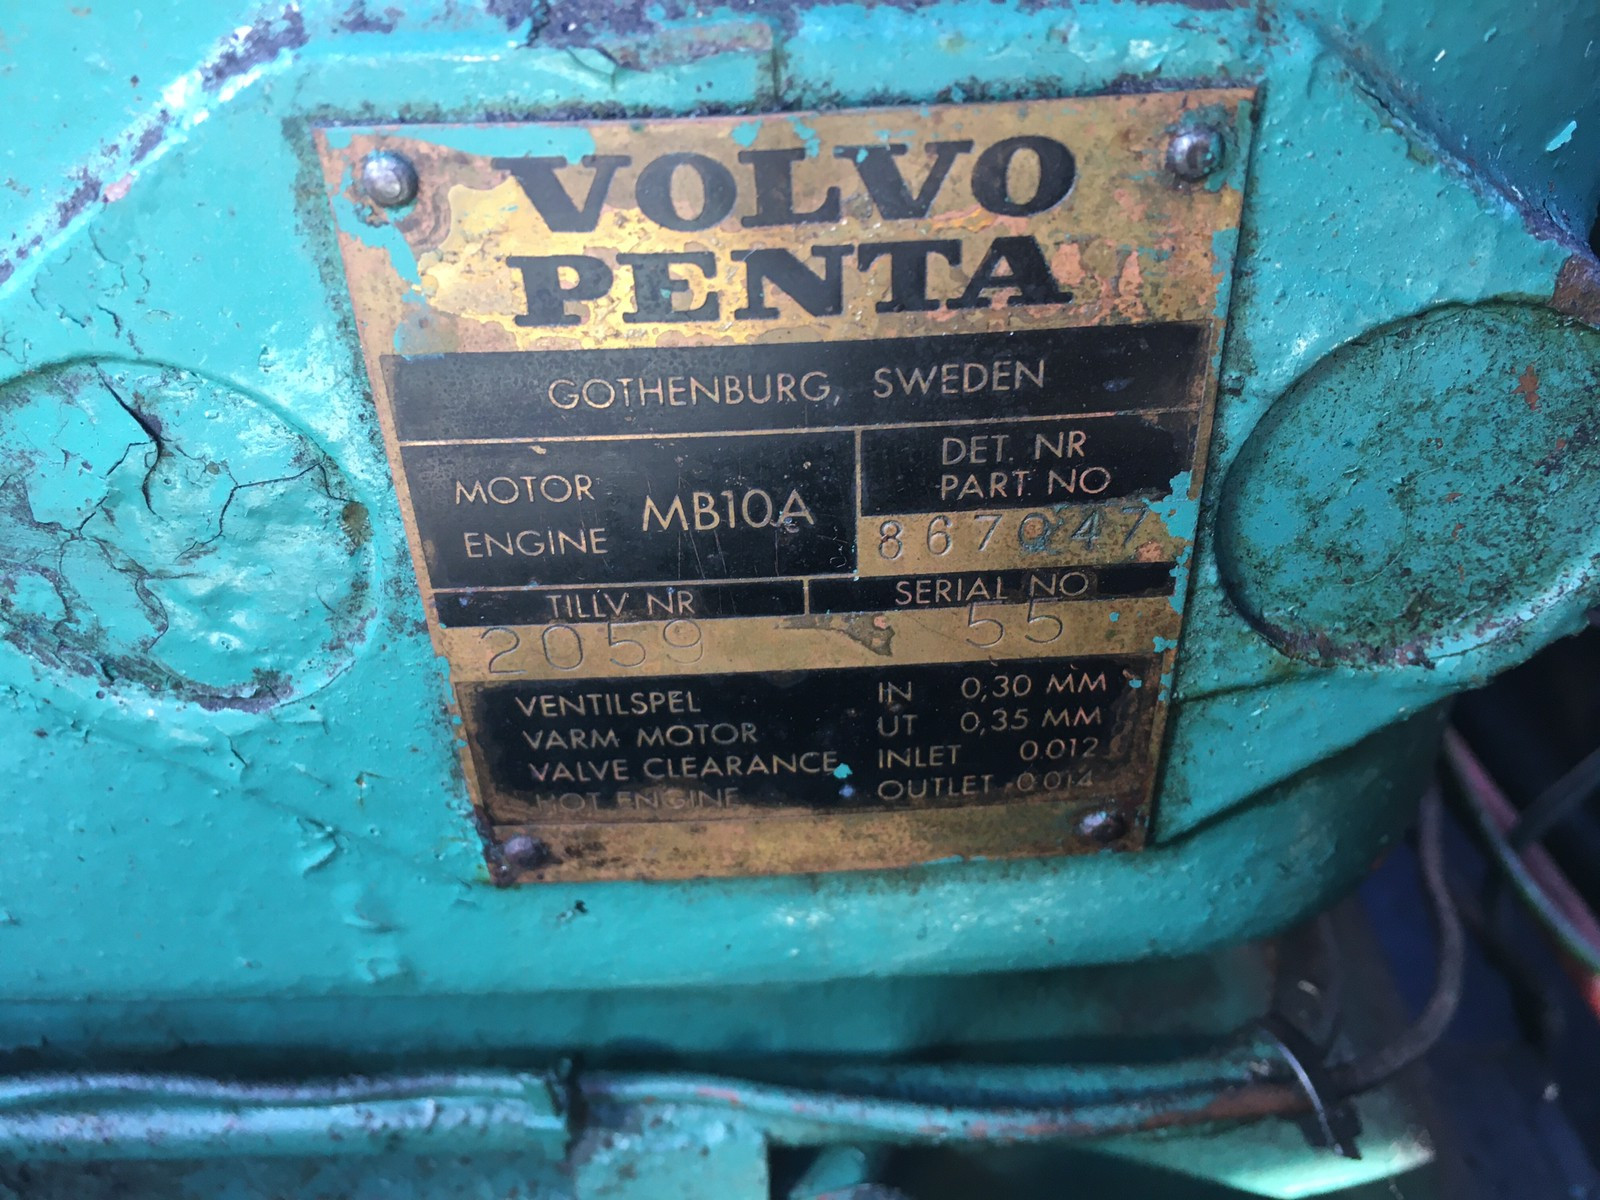 VOLVO
PENTA
GOTHENBURG, SWEDEN
MOTOR
ENGINE MB10A
DET. NR
PART NO
867047
TILLV. NR
2059
SERIAL NO
55
VENTILSPEL IN 0,30 MM
VARM MOTOR UT 0,35 MM
VALVE CLEARANCE INLET 0.012
HOT ENGINE OUTLET 0.014